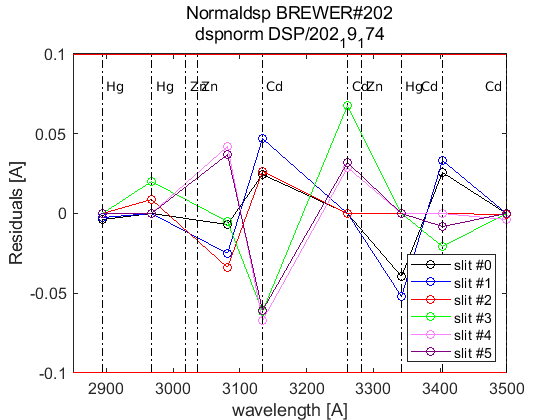 Normaldsp BREWER#202
dspnorm DSP/202₁9₁74
0.1
Hg Hg Zn Zn Cd Cd Zn Hg Cd Cd
0.05
0
-0.05
-0.1
Residuals [A]
slit #0
slit #1
slit #2
slit #3
slit #4
slit #5
2900 3000 3100 3200 3300 3400 3500
wavelength [A]